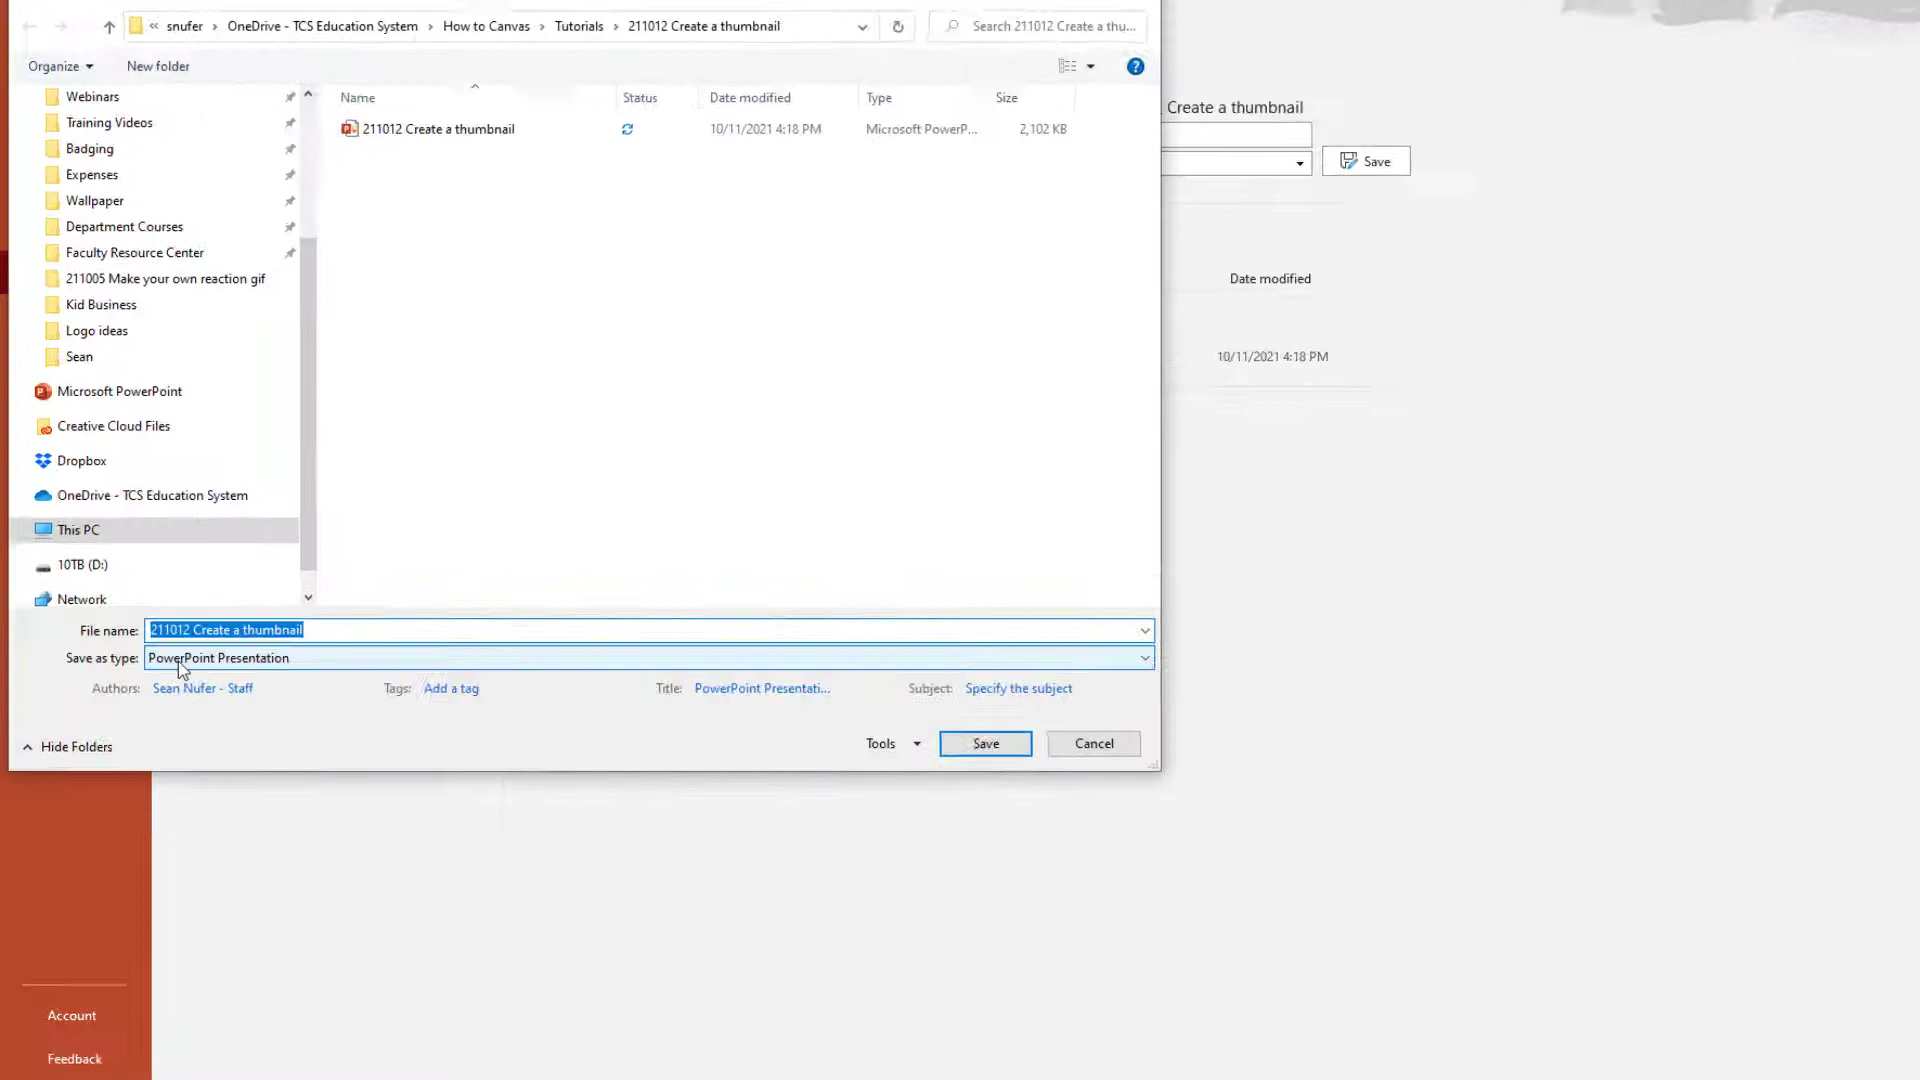 « snufer › OneDrive - TCS Education System › How to Canvas › Tutorials › 211012 Create a thumbnail
Search 211012 Create a thu...
Organize
New folder
?
Name
Status
Date modified
Type
Size
211012 Create a thumbnail
10/11/2021 4:18 PM
Microsoft PowerP...
2,102 KB
Webinars
Training Videos
Badging
Expenses
Wallpaper
Department Courses
Faculty Resource Center
211005 Make your own reaction gif
Kid Business
Logo ideas
Sean
Microsoft PowerPoint
Creative Cloud Files
Dropbox
OneDrive - TCS Education System
This PC
10TB (D:)
Network
File name: 211012 Create a thumbnail
Save as type: PowerPoint Presentation
Authors: Sean Nufer - Staff
Tags: Add a tag
Title: PowerPoint Presentati...
Subject: Specify the subject
Hide Folders
Tools
Save
Cancel
Create a thumbnail
Save
Date modified
10/11/2021 4:18 PM
Account
Feedback